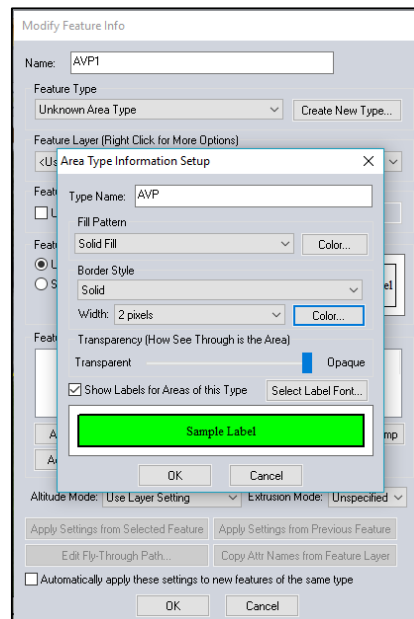 Modify Feature Info
Name: AVP1
Feature Type
Unknown Area Type Create New Type...
Feature Layer (Right Click for More Options)
<Us
Area Type Information Setup
Type Name: AVP
Fill Pattern
Solid Fill Color...
Border Style
Solid
Width: 2 pixels Color...
Transparency (How See Through is the Area)
Transparent Opaque
Show Labels for Areas of this Type Select Label Font...
Sample Label
OK Cancel
Altitude Mode: Use Layer Setting Extrusion Mode: Unspecified
Apply Settings from Selected Feature Apply Settings from Previous Feature
Edit Fly-Through Path... Copy Attr Names from Feature Layer
Automatically apply these settings to new features of the same type
OK Cancel